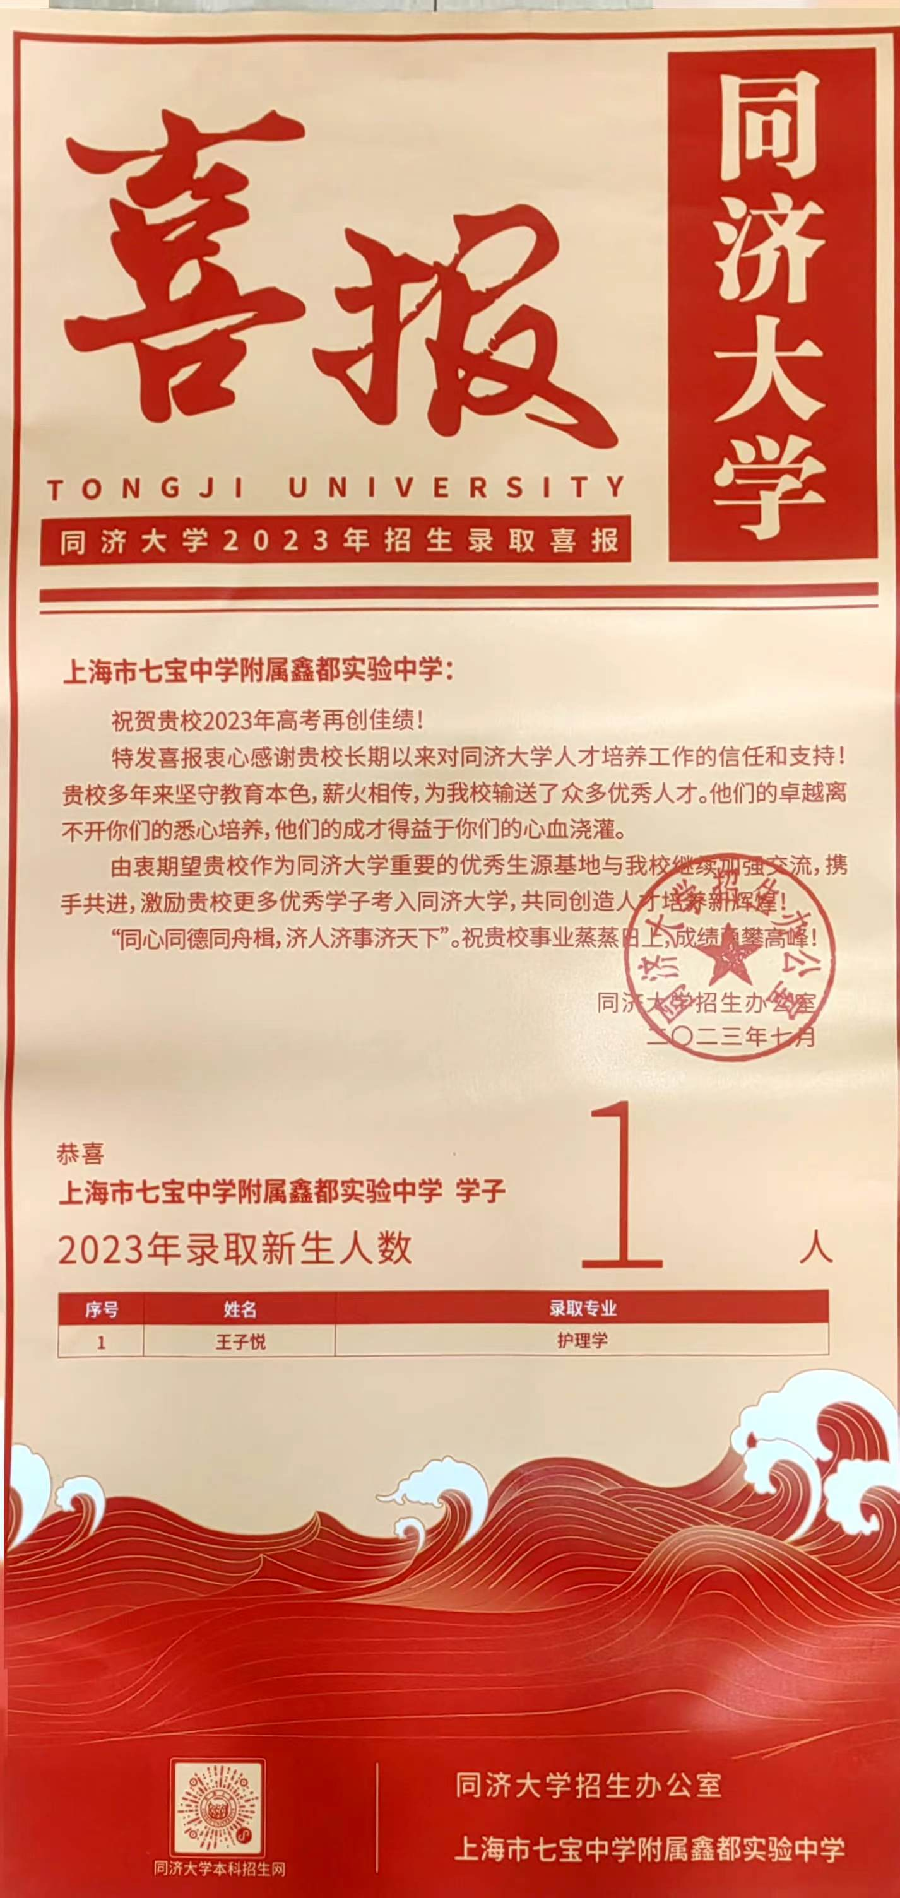 喜报
同济大学
TONGJI UNIVERSITY
同济大学2023年招生录取喜报
上海市七宝中学附属鑫都实验中学：
祝贺贵校2023年高考再创佳绩！
特发喜报衷心感谢贵校长期以来对同济大学人才培养工作的信任和支持！
贵校多年来坚守教育本色，薪火相传，为我校输送了众多优秀人才。他们的卓越离
不开你们的悉心培养，他们的成才得益于你们的心血浇灌。
由衷期望贵校作为同济大学重要的优秀生源基地与我校继续加强交流，携
手共进，激励贵校更多优秀学子考入同济大学，共同创造人才培养新辉煌！
“同心同德同舟楫，济人济事济天下”。祝贵校事业蒸蒸日上，成绩勇攀高峰！
同济大学招生办公室
同济大学招生办公室
二〇二三年七月
恭喜
上海市七宝中学附属鑫都实验中学 学子
2023年录取新生人数 1 人
序号 姓名 录取专业
1 王子悦 护理学
同济大学招生办公室
上海市七宝中学附属鑫都实验中学
同济大学本科招生网